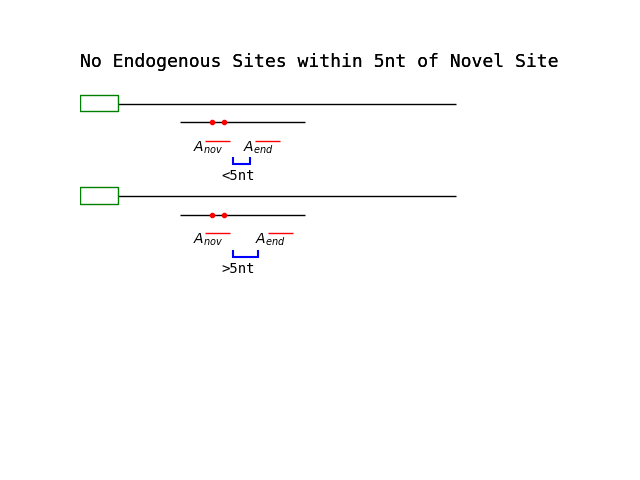 No Endogenous Sites within 5nt of Novel Site
A_nov A_end
<5nt
A_nov A_end
>5nt